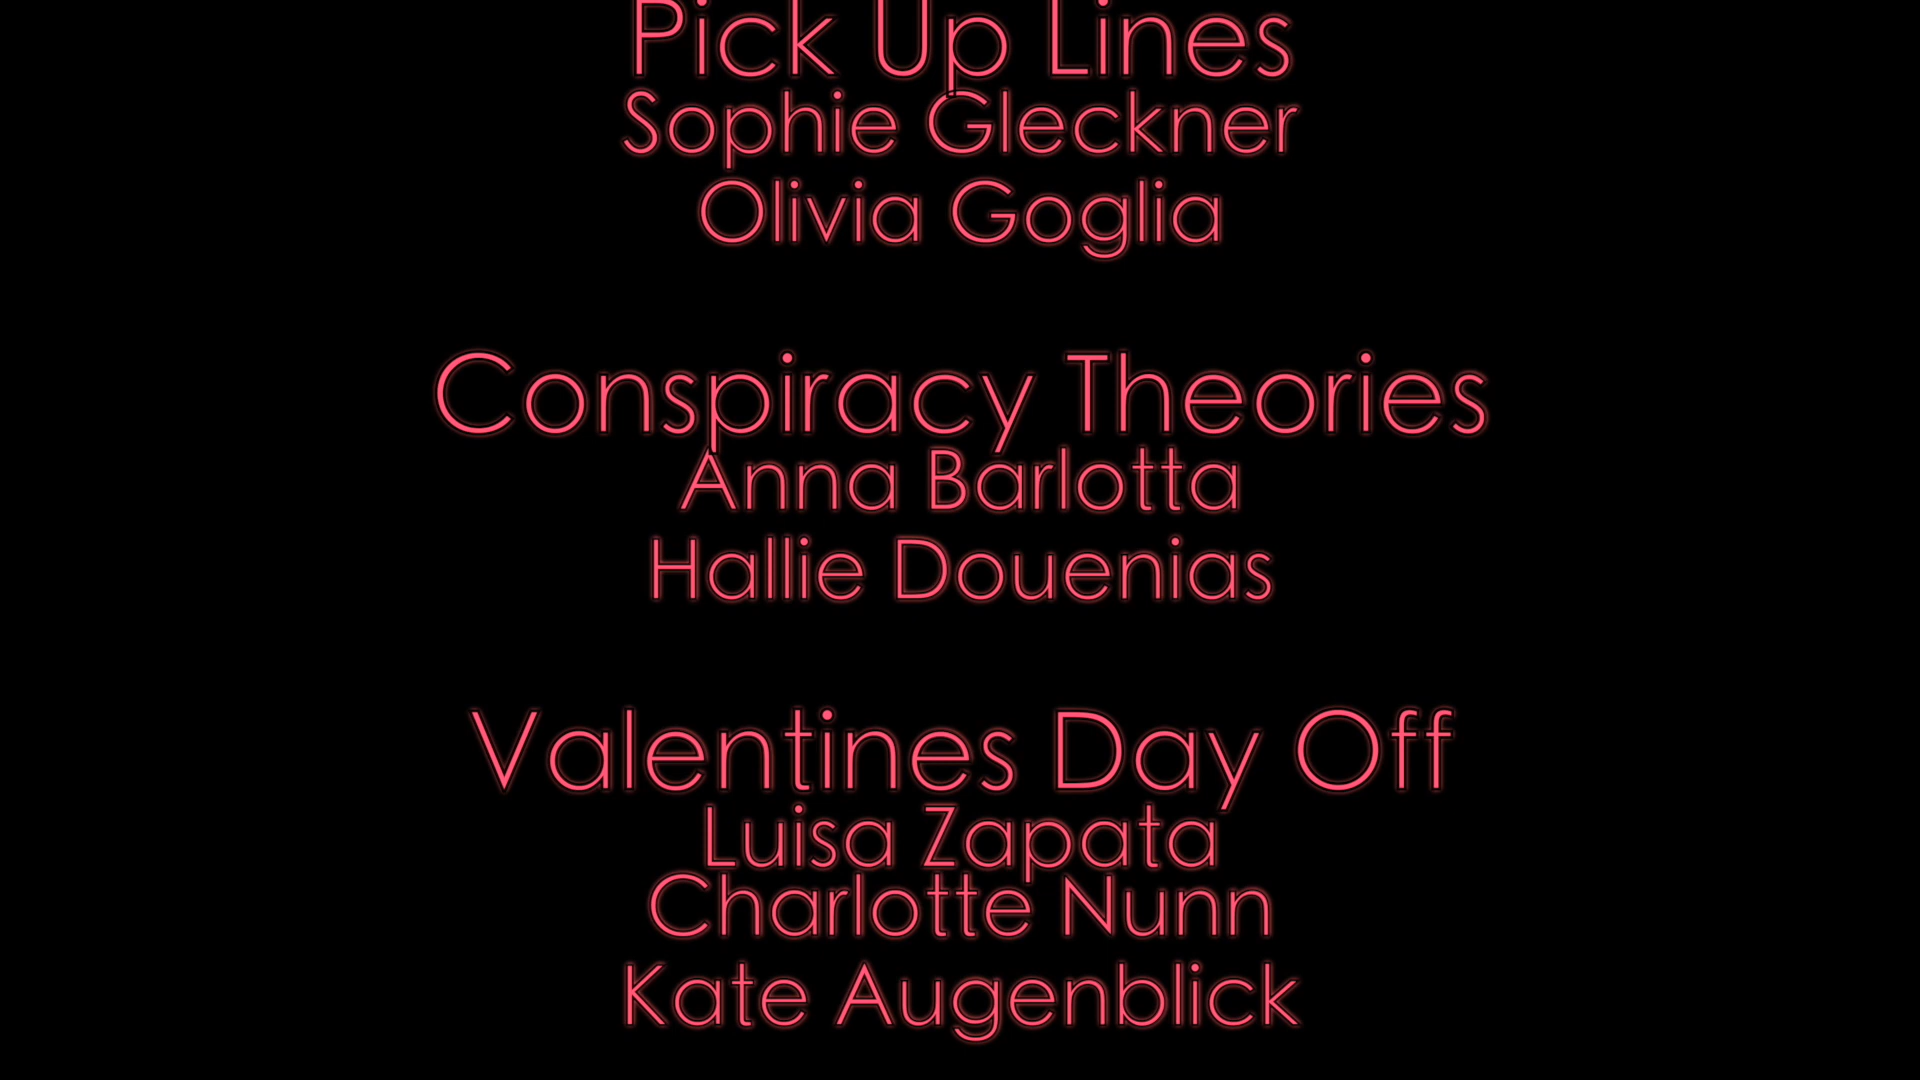 Pick Up Lines
Sophie Gleckner
Olivia Goglia
Conspiracy Theories
Anna Barlotta
Hallie Douenias
Valentines Day Off
Luisa Zapata
Charlotte Nunn
Kate Augenblick